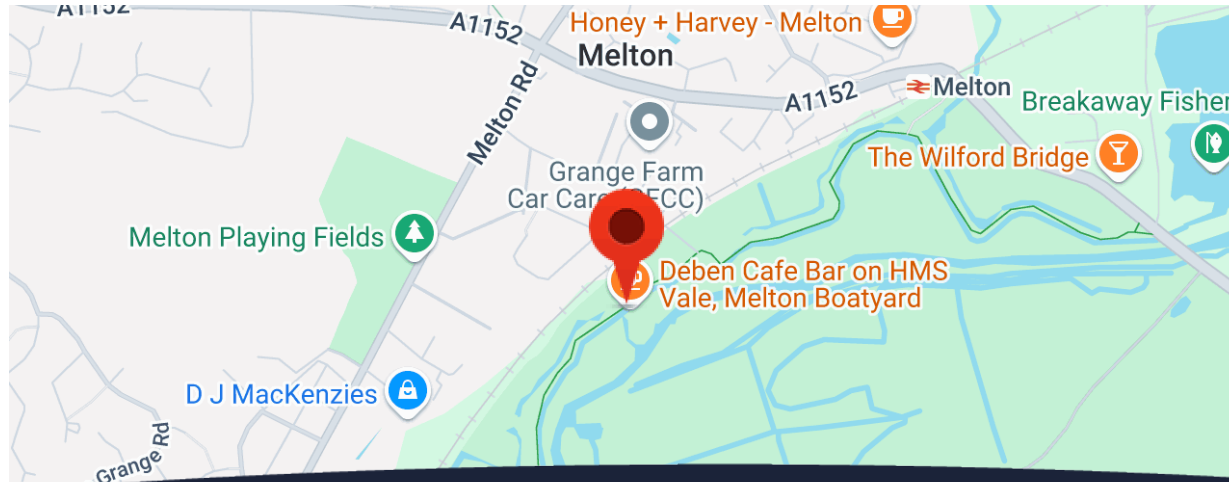 A1152
A1152
Honey + Harvey - Melton
Melton
Melton Rd
A1152
Melton
Breakaway Fisher
The Wilford Bridge
Grange Farm
Car Care
Melton Playing Fields
Deben Cafe Bar on HMS
Vale, Melton Boatyard
D J MacKenzies
Grange Rd